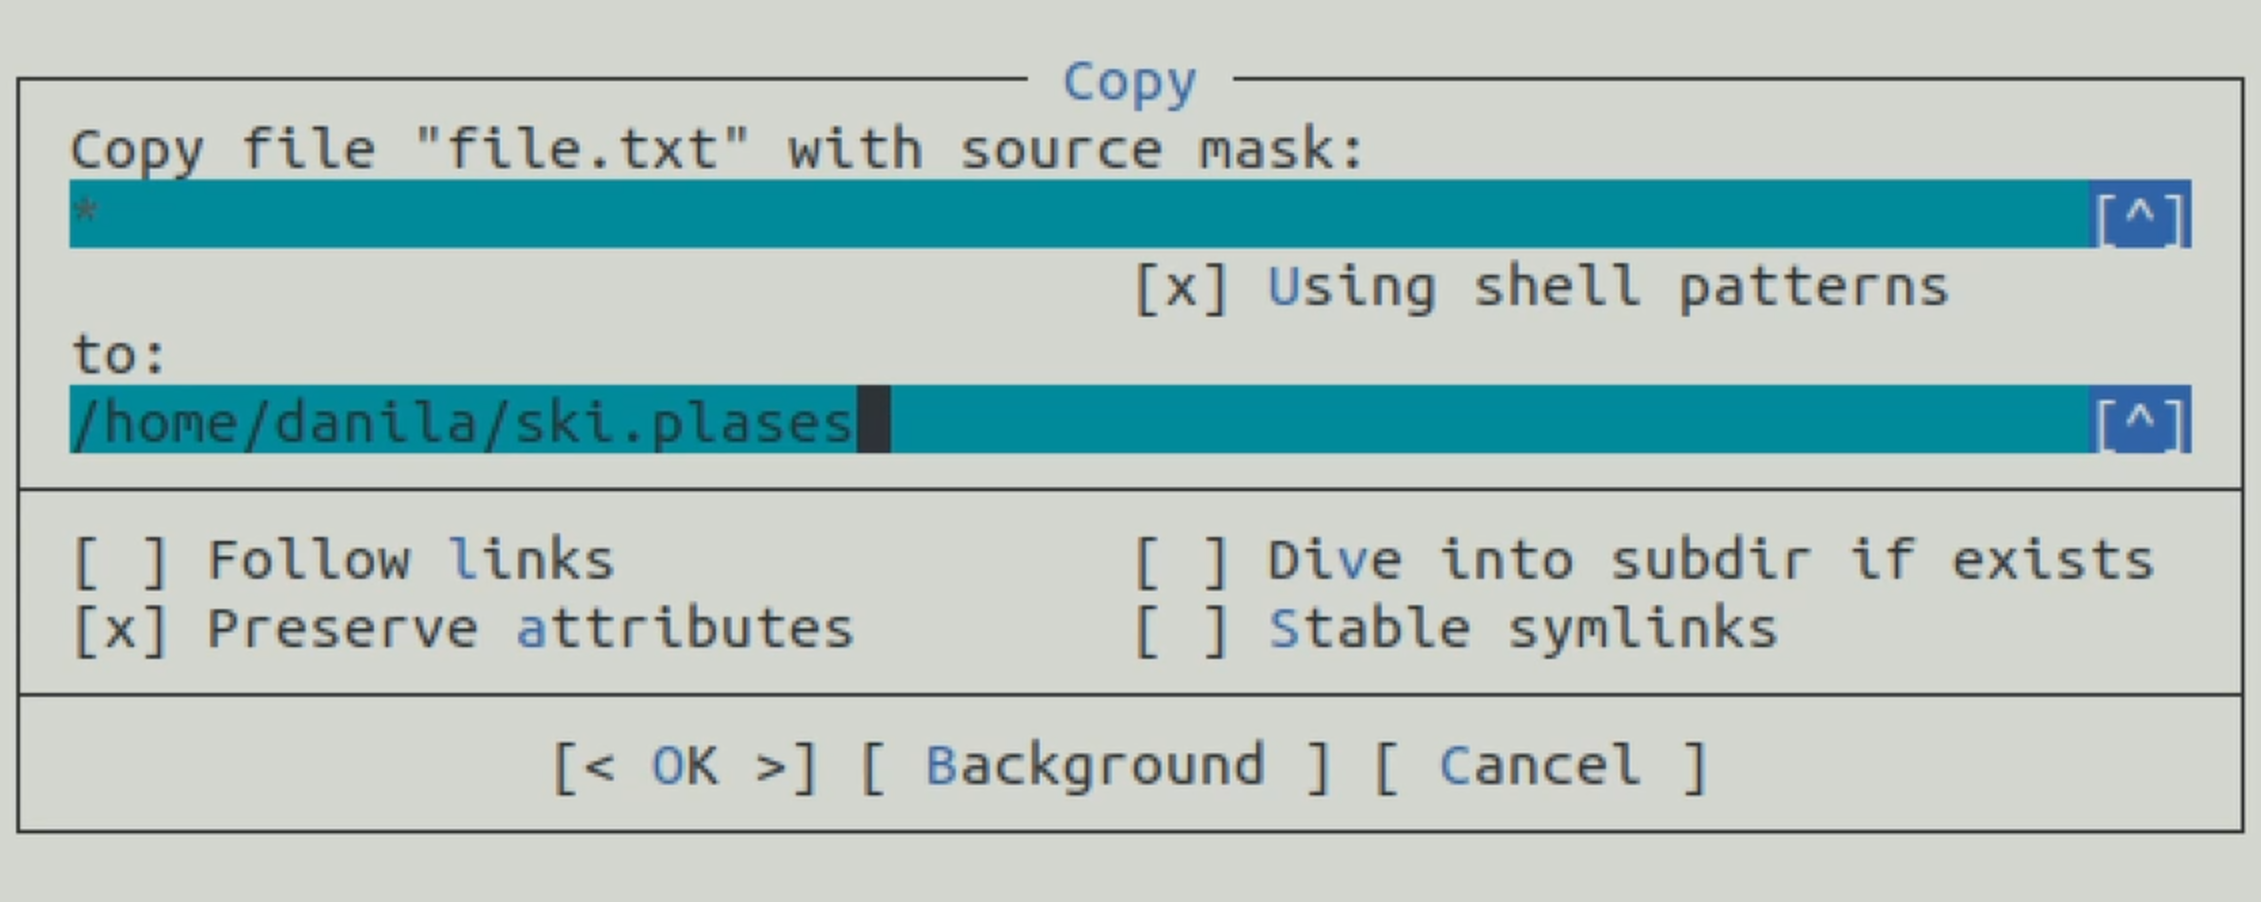 Copy
Copy file "file.txt" with source mask:
* [^]
[x] Using shell patterns
to:
/home/danila/ski.plases [^]
[ ] Follow links [ ] Dive into subdir if exists
[x] Preserve attributes [ ] Stable symlinks
[< OK >] [ Background ] [ Cancel ]